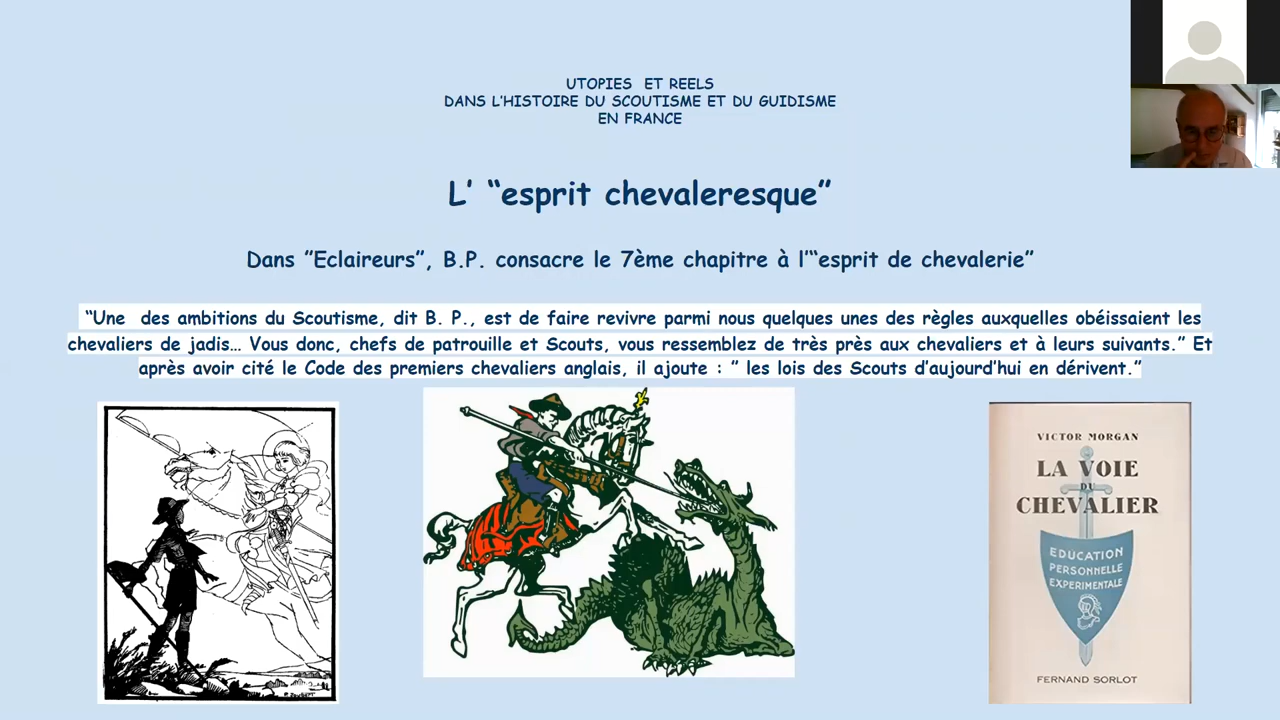 UTOPIES ET REELS
DANS L'HISTOIRE DU SCOUTISME ET DU GUIDISME
EN FRANCE
L' “esprit chevaleresque”
Dans ”Eclaireurs”, B.P. consacre le 7ème chapitre à l'“esprit de chevalerie”
“Une des ambitions du Scoutisme, dit B. P., est de faire revivre parmi nous quelques unes des règles auxquelles obéissaient les
chevaliers de jadis… Vous donc, chefs de patrouille et Scouts, vous ressemblez de très près aux chevaliers et à leurs suivants.” Et
après avoir cité le Code des premiers chevaliers anglais, il ajoute : ” les lois des Scouts d'aujourd'hui en dérivent.”
P. JOUBERT
VICTOR MORGAN
LA VOIE
DU
CHEVALIER
EDUCATION
PERSONNELLE
EXPERIMENTALE
FERNAND SORLOT